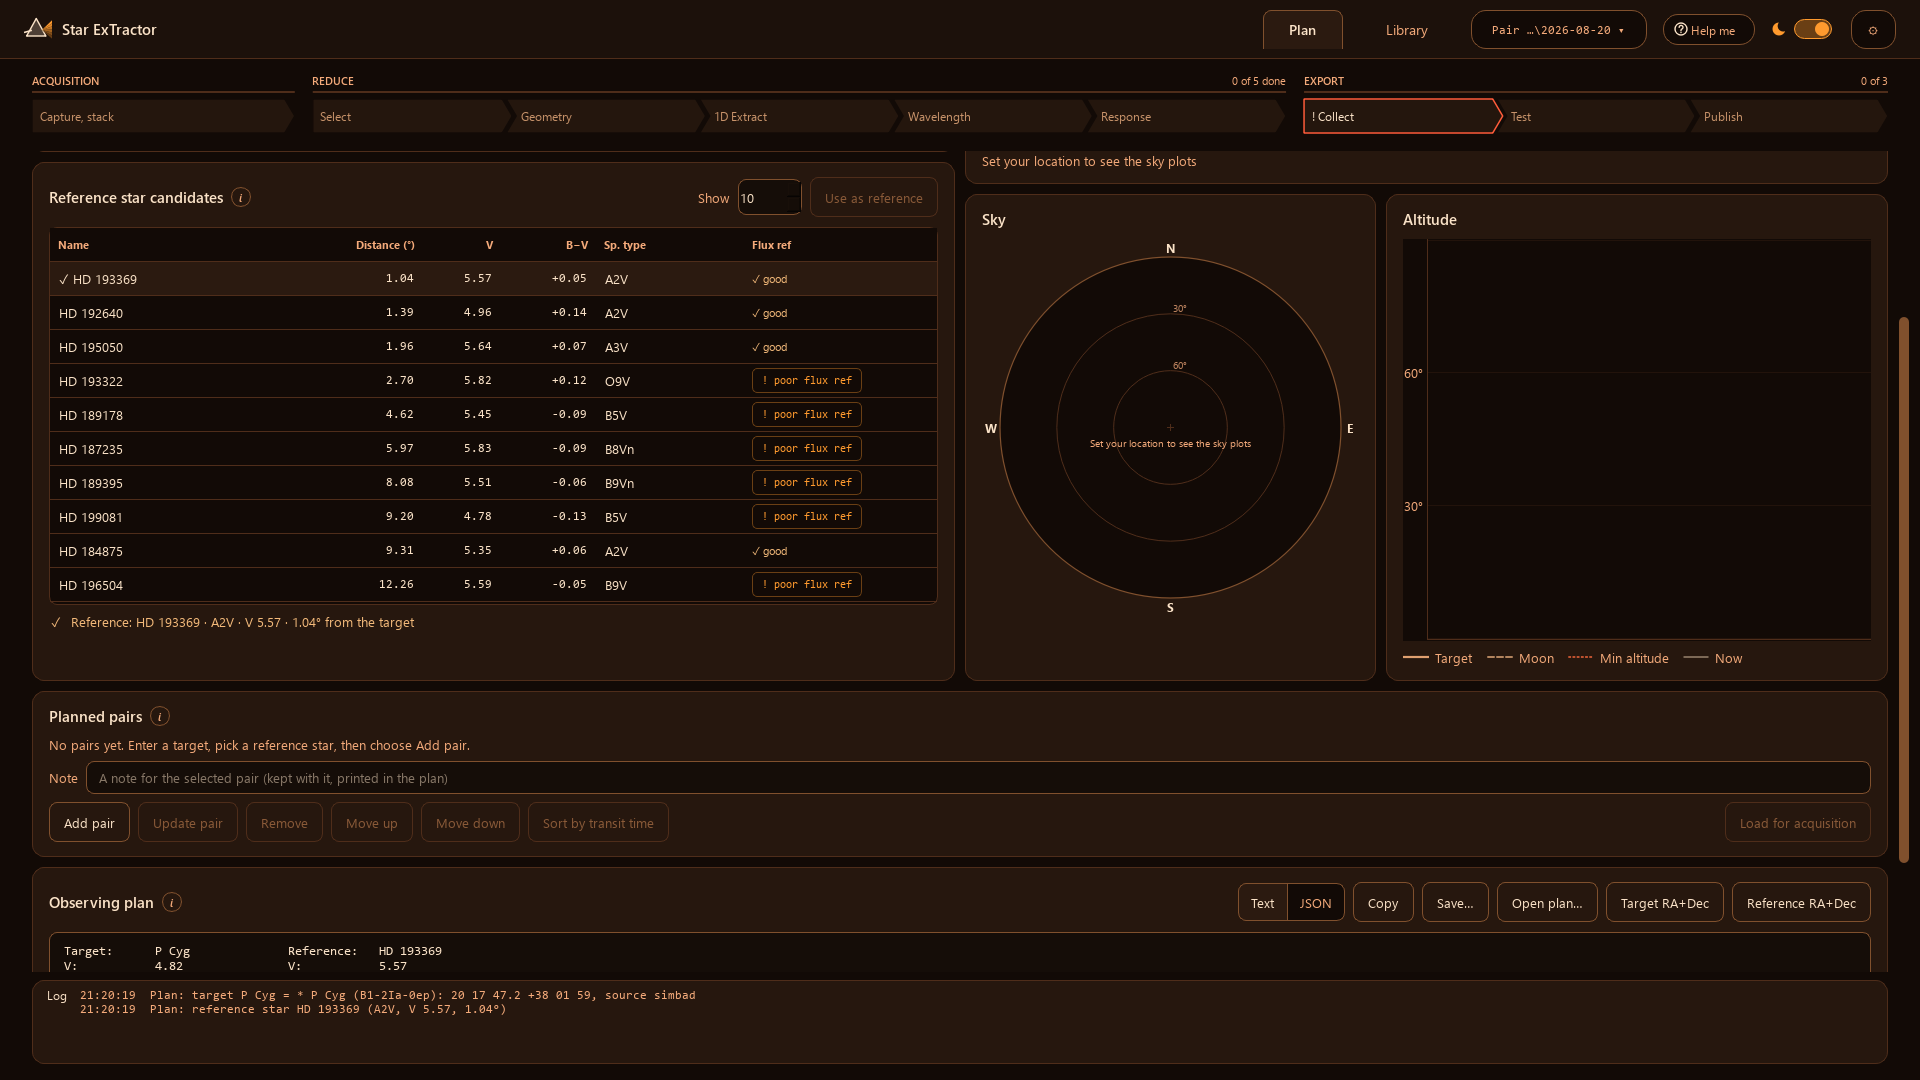 Star ExTractor
Plan
Library
Pair …\2026-08-20 ▾
Help me
ACQUISITION
REDUCE
0 of 5 done
EXPORT
0 of 3
Capture, stack
Select
Geometry
1D Extract
Wavelength
Response
! Collect
Test
Publish
Reference star candidates i
Show 10
Use as reference
Name Distance (°) V B−V Sp. type Flux ref
✓ HD 193369 1.04 5.57 +0.05 A2V ✓ good
HD 192640 1.39 4.96 +0.14 A2V ✓ good
HD 195050 1.96 5.64 +0.07 A3V ✓ good
HD 193322 2.70 5.82 +0.12 O9V ! poor flux ref
HD 189178 4.62 5.45 -0.09 B5V ! poor flux ref
HD 187235 5.97 5.83 -0.09 B8Vn ! poor flux ref
HD 189395 8.08 5.51 -0.06 B9Vn ! poor flux ref
HD 199081 9.20 4.78 -0.13 B5V ! poor flux ref
HD 184875 9.31 5.35 +0.06 A2V ✓ good
HD 196504 12.26 5.59 -0.05 B9V ! poor flux ref
✓ Reference: HD 193369 · A2V · V 5.57 · 1.04° from the target
Set your location to see the sky plots
Sky
N
30°
60°
W
E
Set your location to see the sky plots
S
Altitude
60°
30°
Target
Moon
Min altitude
Now
Planned pairs i
No pairs yet. Enter a target, pick a reference star, then choose Add pair.
Note A note for the selected pair (kept with it, printed in the plan)
Add pair
Update pair
Remove
Move up
Move down
Sort by transit time
Load for acquisition
Observing plan i
Text
JSON
Copy
Save…
Open plan…
Target RA+Dec
Reference RA+Dec
Target: P Cyg Reference: HD 193369
V: 4.82 V: 5.57
Log 21:20:19 Plan: target P Cyg = * P Cyg (B1-2Ia-0ep): 20 17 47.2 +38 01 59, source simbad
21:20:19 Plan: reference star HD 193369 (A2V, V 5.57, 1.04°)